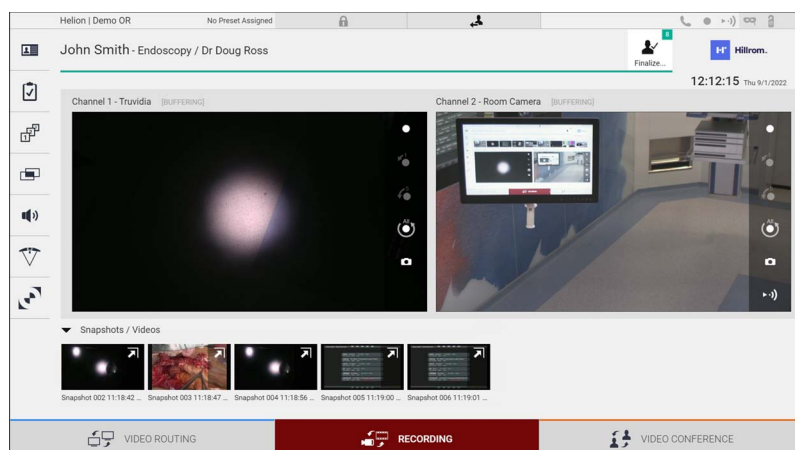 Helion | Demo OR
No Preset Assigned
John Smith - Endoscopy / Dr Doug Ross
8
Finalize...
H Hillrom.
12:12:15 Thu 9/1/2022
Channel 1 - Truvidia [BUFFERING]
Channel 2 - Room Camera [BUFFERING]
All
All
Snapshots / Videos
Snapshot 002 11:18:42 ...
Snapshot 003 11:18:47 ...
Snapshot 004 11:18:56 ...
Snapshot 005 11:19:00 ...
Snapshot 006 11:19:01 ...
VIDEO ROUTING
RECORDING
VIDEO CONFERENCE